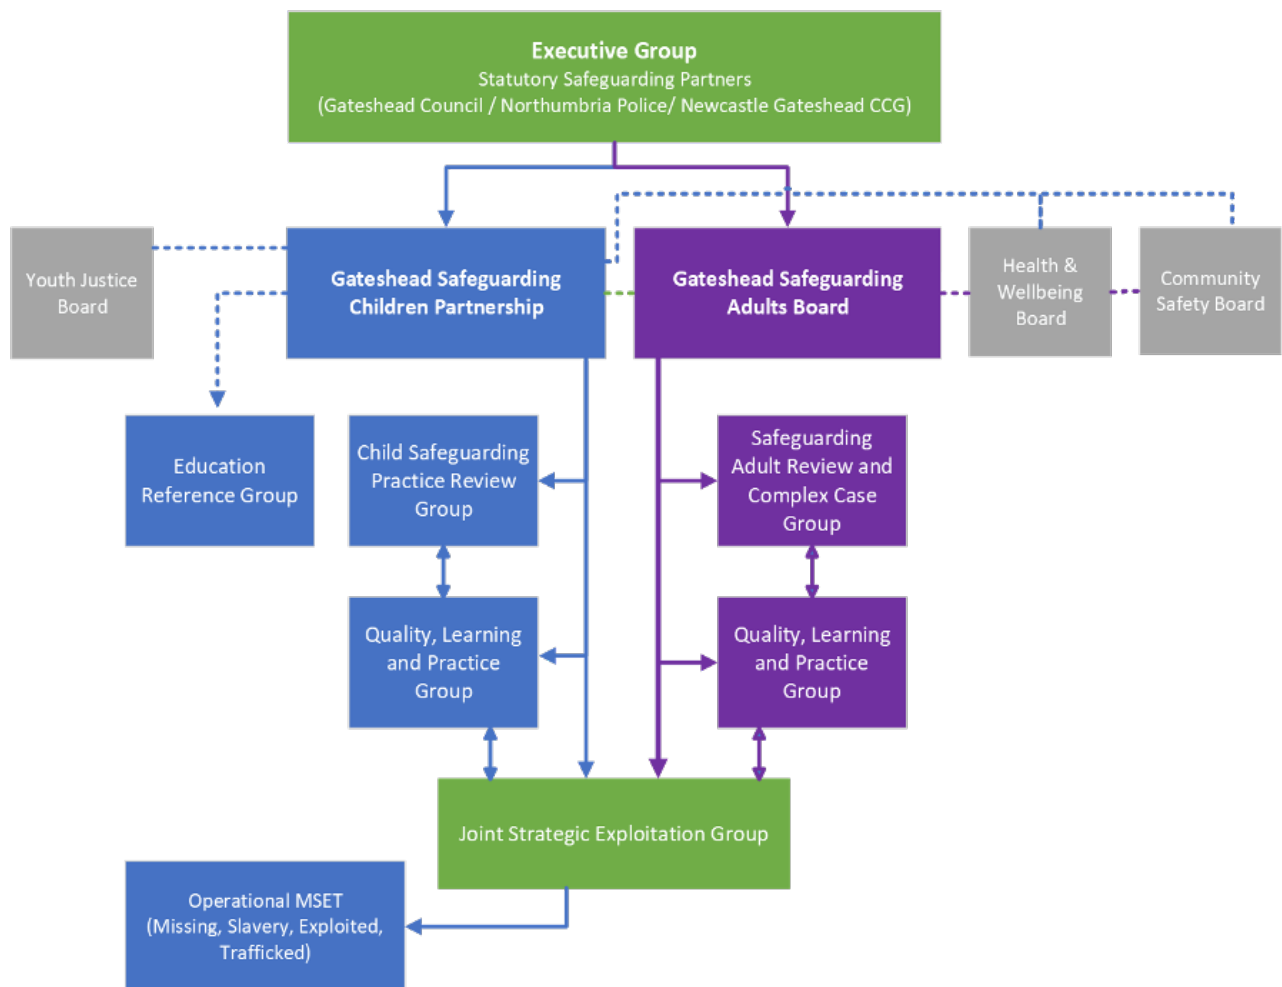 Executive Group
Statutory Safeguarding Partners
(Gateshead Council / Northumbria Police/ Newcastle Gateshead CCG)
Youth Justice
Board
Gateshead Safeguarding
Children Partnership
Gateshead Safeguarding
Adults Board
Health &
Wellbeing
Board
Community
Safety Board
Education
Reference Group
Child Safeguarding
Practice Review
Group
Safeguarding
Adult Review and
Complex Case
Group
Quality, Learning
and Practice
Group
Quality, Learning
and Practice
Group
Joint Strategic Exploitation Group
Operational MSET
(Missing, Slavery, Exploited,
Trafficked)